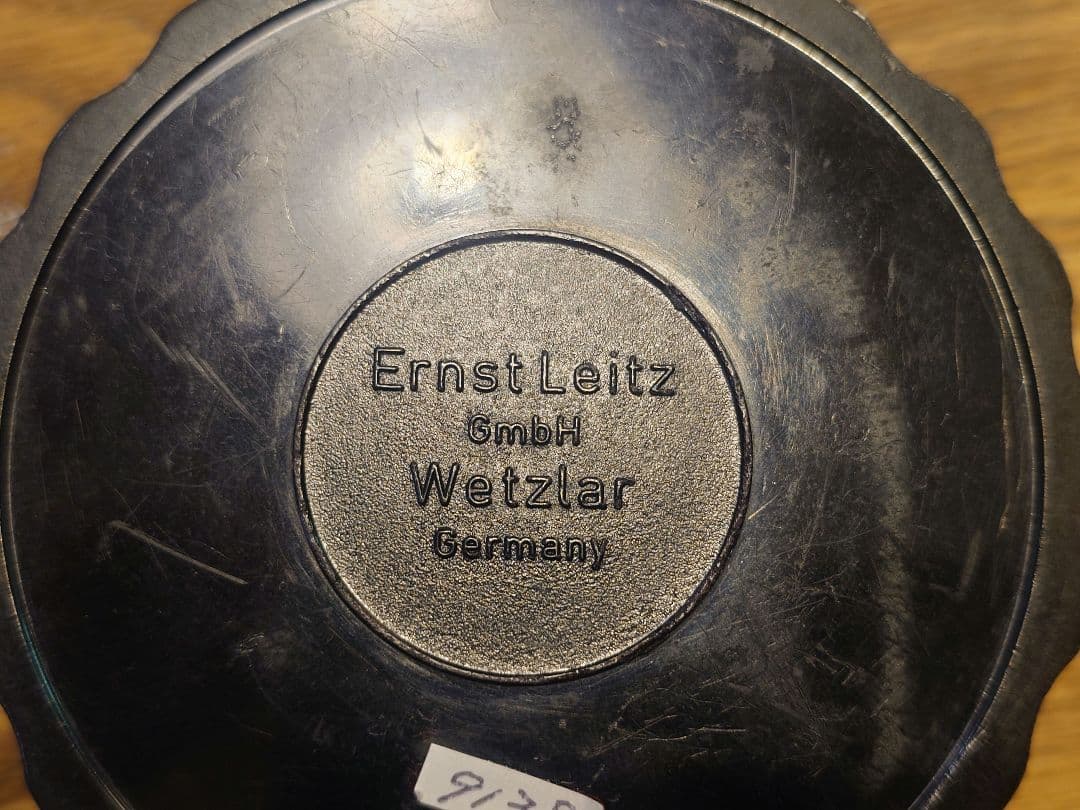 Ernst Leitz
GmbH
Wetzlar
Germany